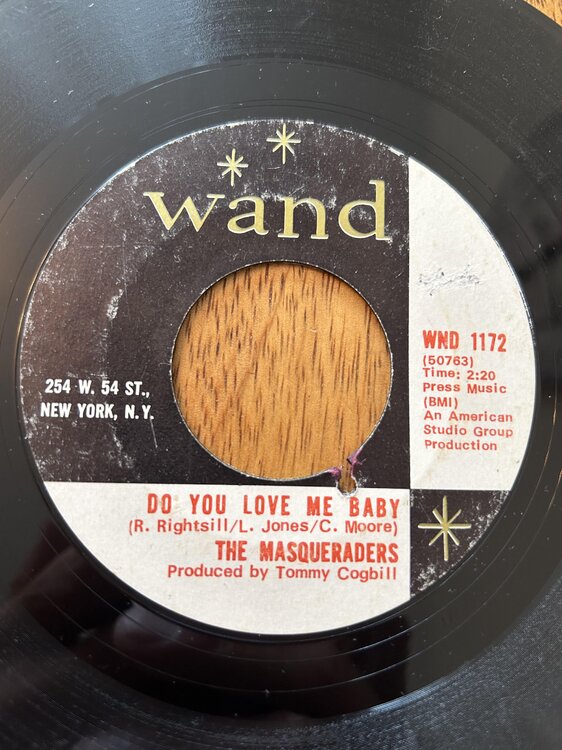 wand
254 W. 54 ST.,
NEW YORK, N.Y.
WND 1172
(50763)
Time: 2:20
Press Music
(BMI)
An American
Studio Group
Production
DO YOU LOVE ME BABY
(R. Rightsill/L. Jones/C. Moore)
THE MASQUERADERS
Produced by Tommy Cogbill